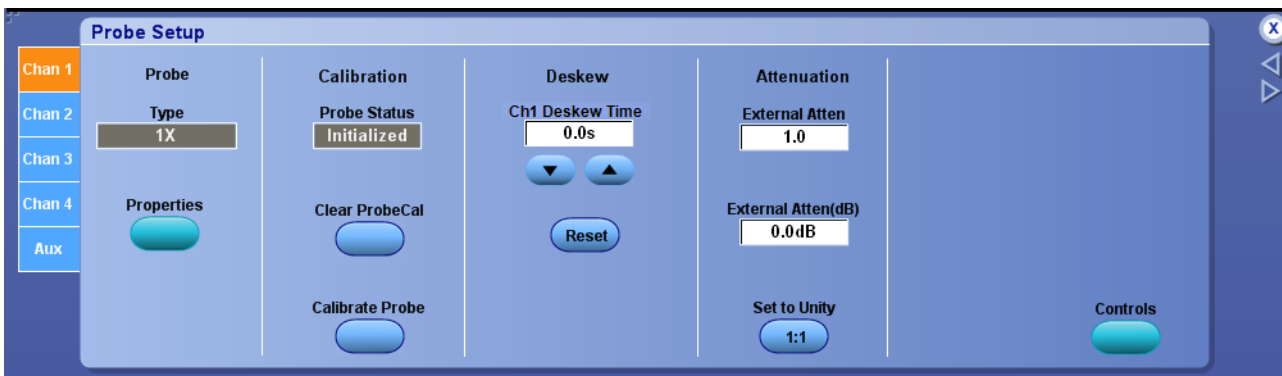 Probe Setup
X
Chan 1
Chan 2
Chan 3
Chan 4
Aux
Probe
Type
1X
Properties
Calibration
Probe Status
Initialized
Clear ProbeCal
Calibrate Probe
Deskew
Ch1 Deskew Time
0.0s
Reset
Attenuation
External Atten
1.0
External Atten(dB)
0.0dB
Set to Unity
1:1
Controls